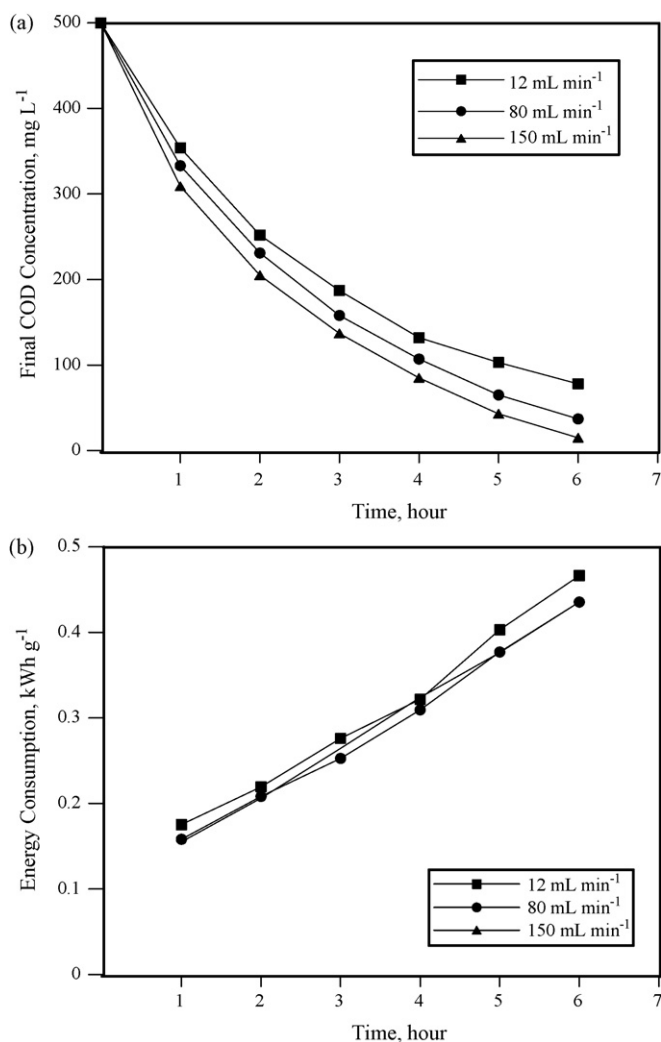 (a)
500
400
300
200
100
0
Final COD Concentration, mg L⁻¹
12 mL min⁻¹
80 mL min⁻¹
150 mL min⁻¹
1 2 3 4 5 6 7
Time, hour
(b)
0.5
0.4
0.3
0.2
0.1
0
Energy Consumption, kWh g⁻¹
12 mL min⁻¹
80 mL min⁻¹
150 mL min⁻¹
1 2 3 4 5 6 7
Time, hour